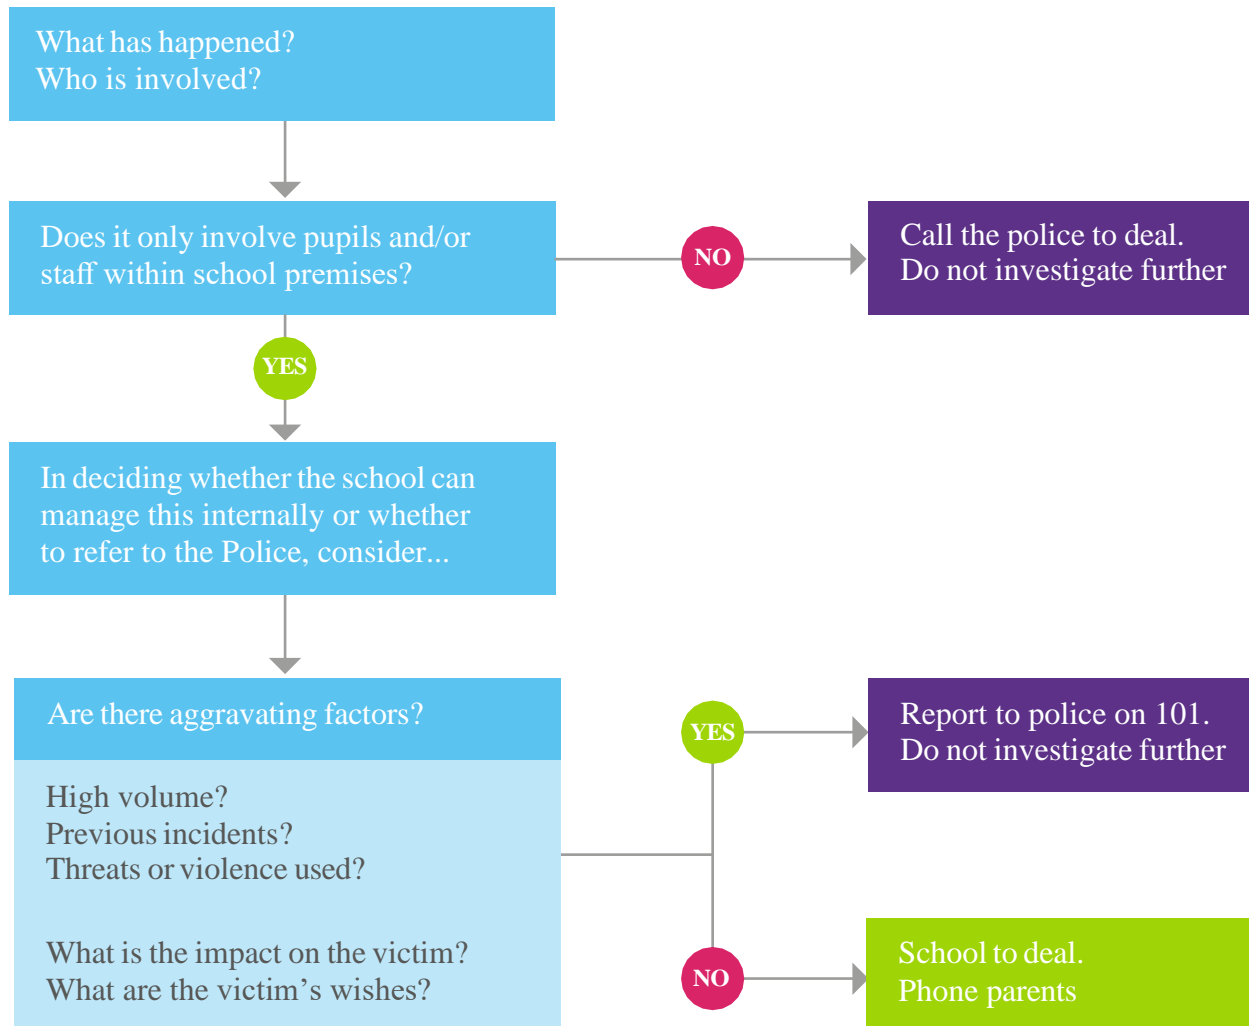 What has happened?
Who is involved?
Does it only involve pupils and/or
staff within school premises?
NO
Call the police to deal.
Do not investigate further
YES
In deciding whether the school can
manage this internally or whether
to refer to the Police, consider...
Are there aggravating factors?
High volume?
Previous incidents?
Threats or violence used?
What is the impact on the victim?
What are the victim’s wishes?
YES
Report to police on 101.
Do not investigate further
NO
School to deal.
Phone parents